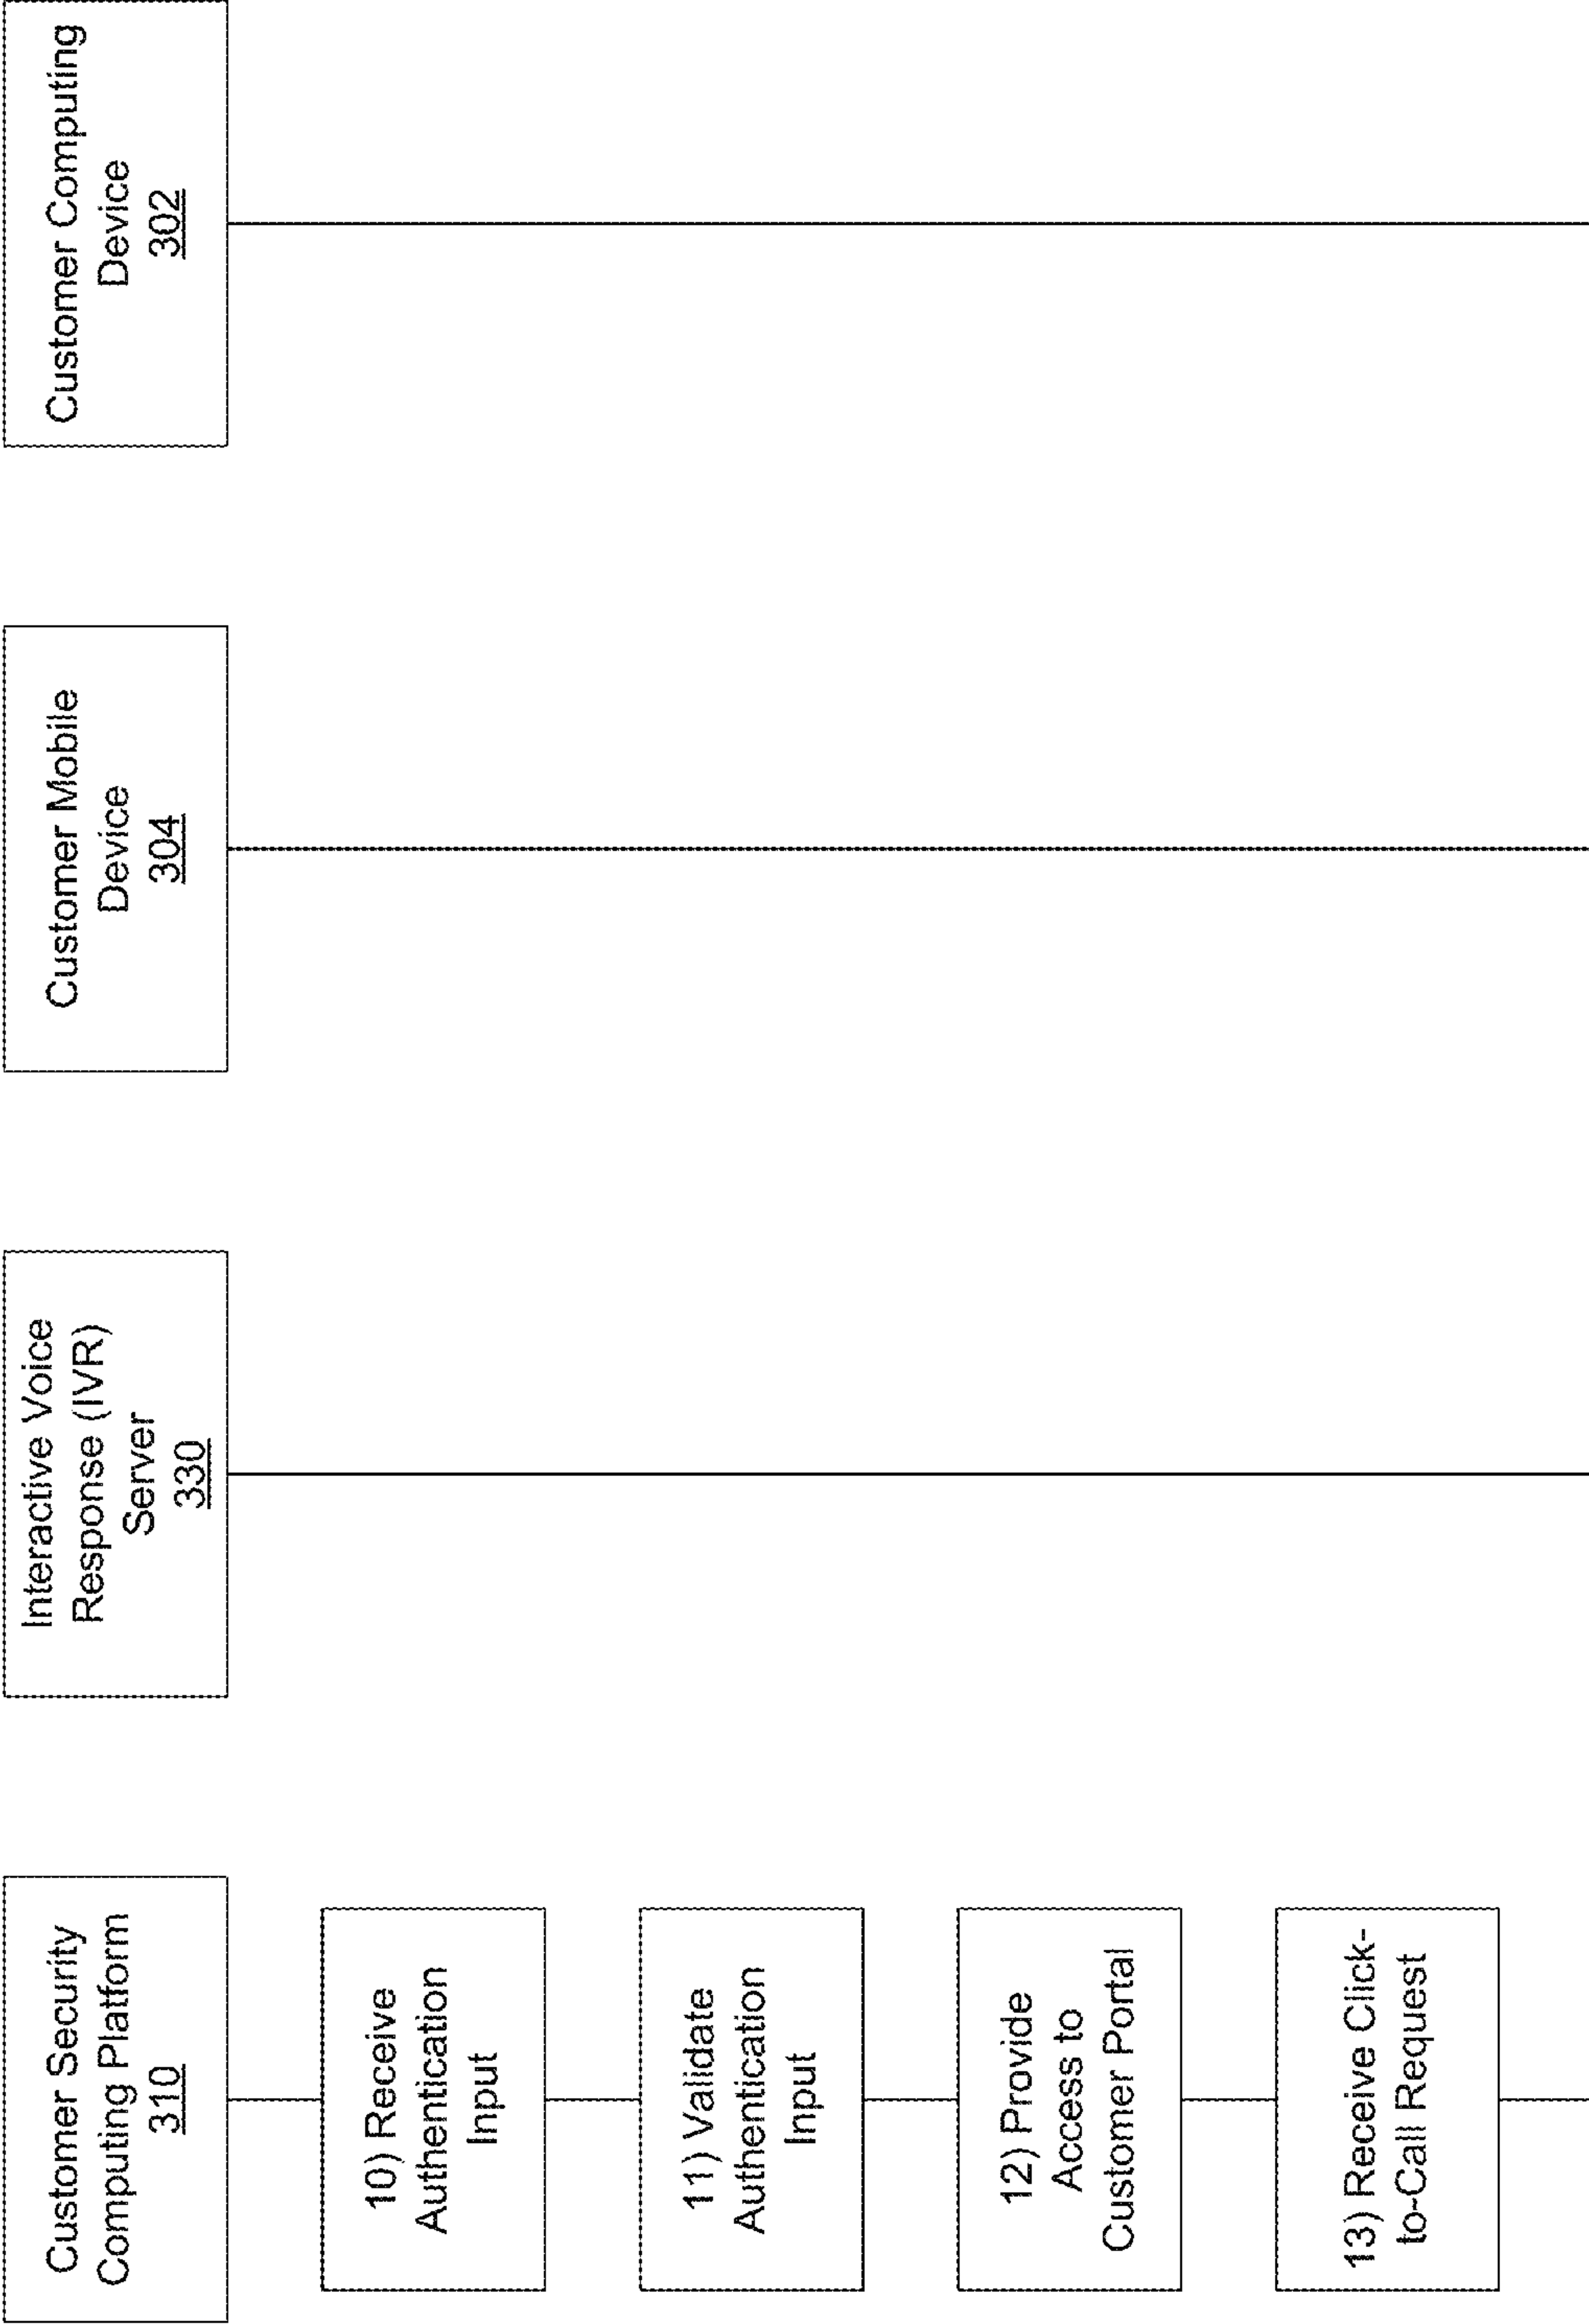 Customer Security
Computing Platform
310
Interactive Voice
Response (IVR)
Server
330
Customer Mobile
Device
304
Customer Computing
Device
302
10) Receive
Authentication
Input
11) Validate
Authentication
Input
12) Provide
Access to
Customer Portal
13) Receive Click-
to-Call Request